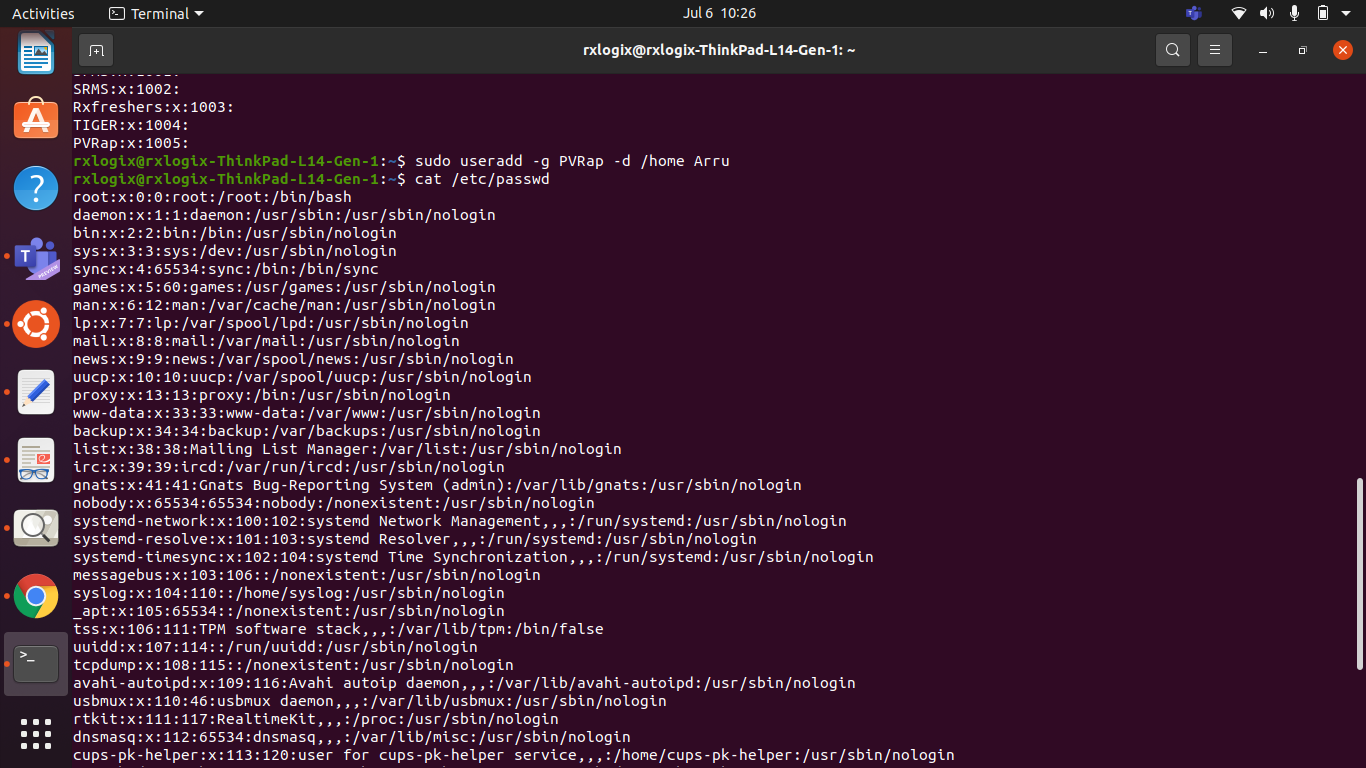 Activities
Terminal
Jul 6 10:26
rxlogix@rxlogix-ThinkPad-L14-Gen-1: ~
SRMS:x:1002:
Rxfreshers:x:1003:
TIGER:x:1004:
PVRap:x:1005:
rxlogix@rxlogix-ThinkPad-L14-Gen-1:~$ sudo useradd -g PVRap -d /home Arru
rxlogix@rxlogix-ThinkPad-L14-Gen-1:~$ cat /etc/passwd
root:x:0:0:root:/root:/bin/bash
daemon:x:1:1:daemon:/usr/sbin:/usr/sbin/nologin
bin:x:2:2:bin:/bin:/usr/sbin/nologin
sys:x:3:3:sys:/dev:/usr/sbin/nologin
sync:x:4:65534:sync:/bin:/bin/sync
games:x:5:60:games:/usr/games:/usr/sbin/nologin
man:x:6:12:man:/var/cache/man:/usr/sbin/nologin
lp:x:7:7:lp:/var/spool/lpd:/usr/sbin/nologin
mail:x:8:8:mail:/var/mail:/usr/sbin/nologin
news:x:9:9:news:/var/spool/news:/usr/sbin/nologin
uucp:x:10:10:uucp:/var/spool/uucp:/usr/sbin/nologin
proxy:x:13:13:proxy:/bin:/usr/sbin/nologin
www-data:x:33:33:www-data:/var/www:/usr/sbin/nologin
backup:x:34:34:backup:/var/backups:/usr/sbin/nologin
list:x:38:38:Mailing List Manager:/var/list:/usr/sbin/nologin
irc:x:39:39:ircd:/var/run/ircd:/usr/sbin/nologin
gnats:x:41:41:Gnats Bug-Reporting System (admin):/var/lib/gnats:/usr/sbin/nologin
nobody:x:65534:65534:nobody:/nonexistent:/usr/sbin/nologin
systemd-network:x:100:102:systemd Network Management,,,:/run/systemd:/usr/sbin/nologin
systemd-resolve:x:101:103:systemd Resolver,,,:/run/systemd:/usr/sbin/nologin
systemd-timesync:x:102:104:systemd Time Synchronization,,,:/run/systemd:/usr/sbin/nologin
messagebus:x:103:106::/nonexistent:/usr/sbin/nologin
syslog:x:104:110::/home/syslog:/usr/sbin/nologin
_apt:x:105:65534::/nonexistent:/usr/sbin/nologin
tss:x:106:111:TPM software stack,,,:/var/lib/tpm:/bin/false
uuidd:x:107:114::/run/uuidd:/usr/sbin/nologin
tcpdump:x:108:115::/nonexistent:/usr/sbin/nologin
avahi-autoipd:x:109:116:Avahi autoip daemon,,,:/var/lib/avahi-autoipd:/usr/sbin/nologin
usbmux:x:110:46:usbmux daemon,,,:/var/lib/usbmux:/usr/sbin/nologin
rtkit:x:111:117:RealtimeKit,,,:/proc:/usr/sbin/nologin
dnsmasq:x:112:65534:dnsmasq,,,:/var/lib/misc:/usr/sbin/nologin
cups-pk-helper:x:113:120:user for cups-pk-helper service,,,:/home/cups-pk-helper:/usr/sbin/nologin